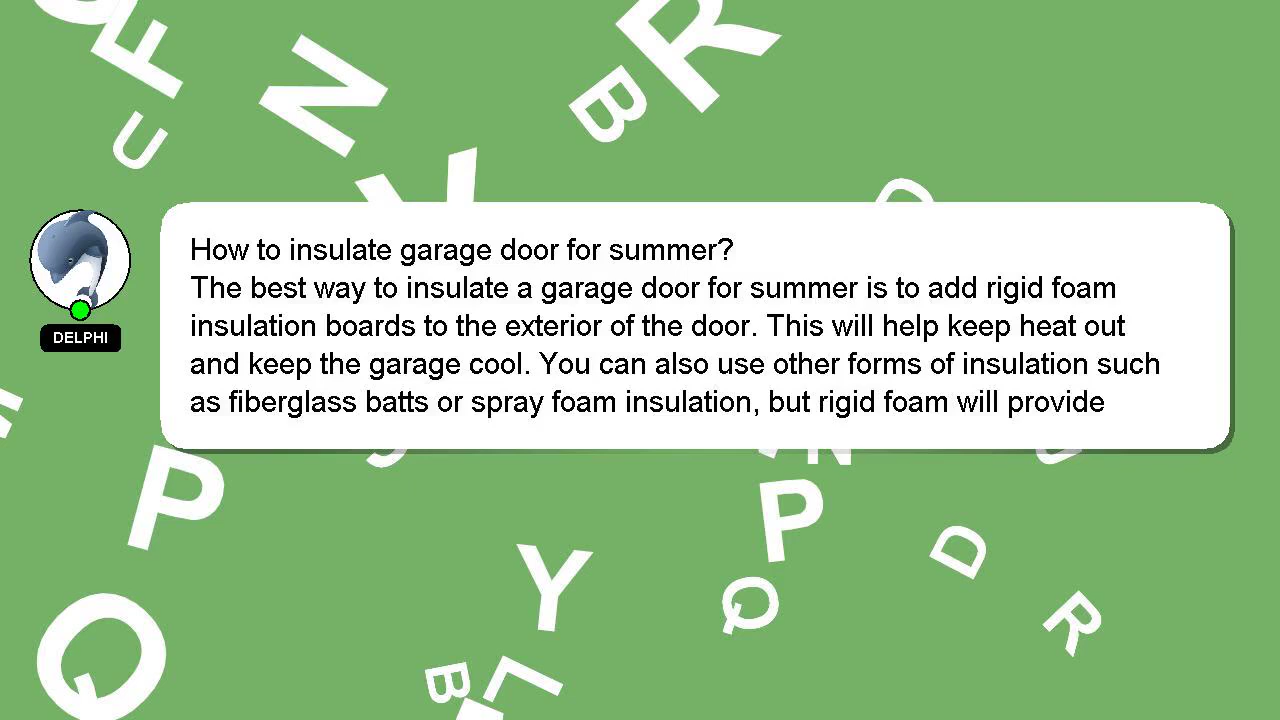 F
N
R
B
U
Y
D
How to insulate garage door for summer?
The best way to insulate a garage door for summer is to add rigid foam
insulation boards to the exterior of the door. This will help keep heat out
and keep the garage cool. You can also use other forms of insulation such
as fiberglass batts or spray foam insulation, but rigid foam will provide
DELPHI
N
P
P
D
Y
Q
R
Q
B
L